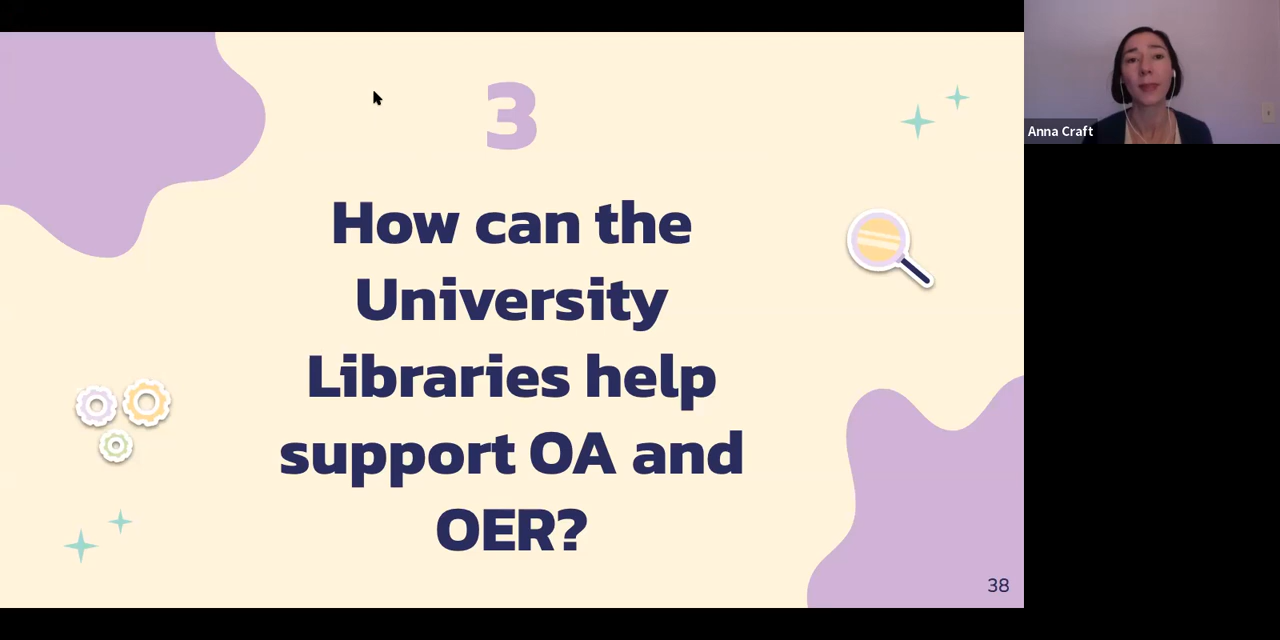 3
How can the
University
Libraries help
support OA and
OER?
38
Anna Craft